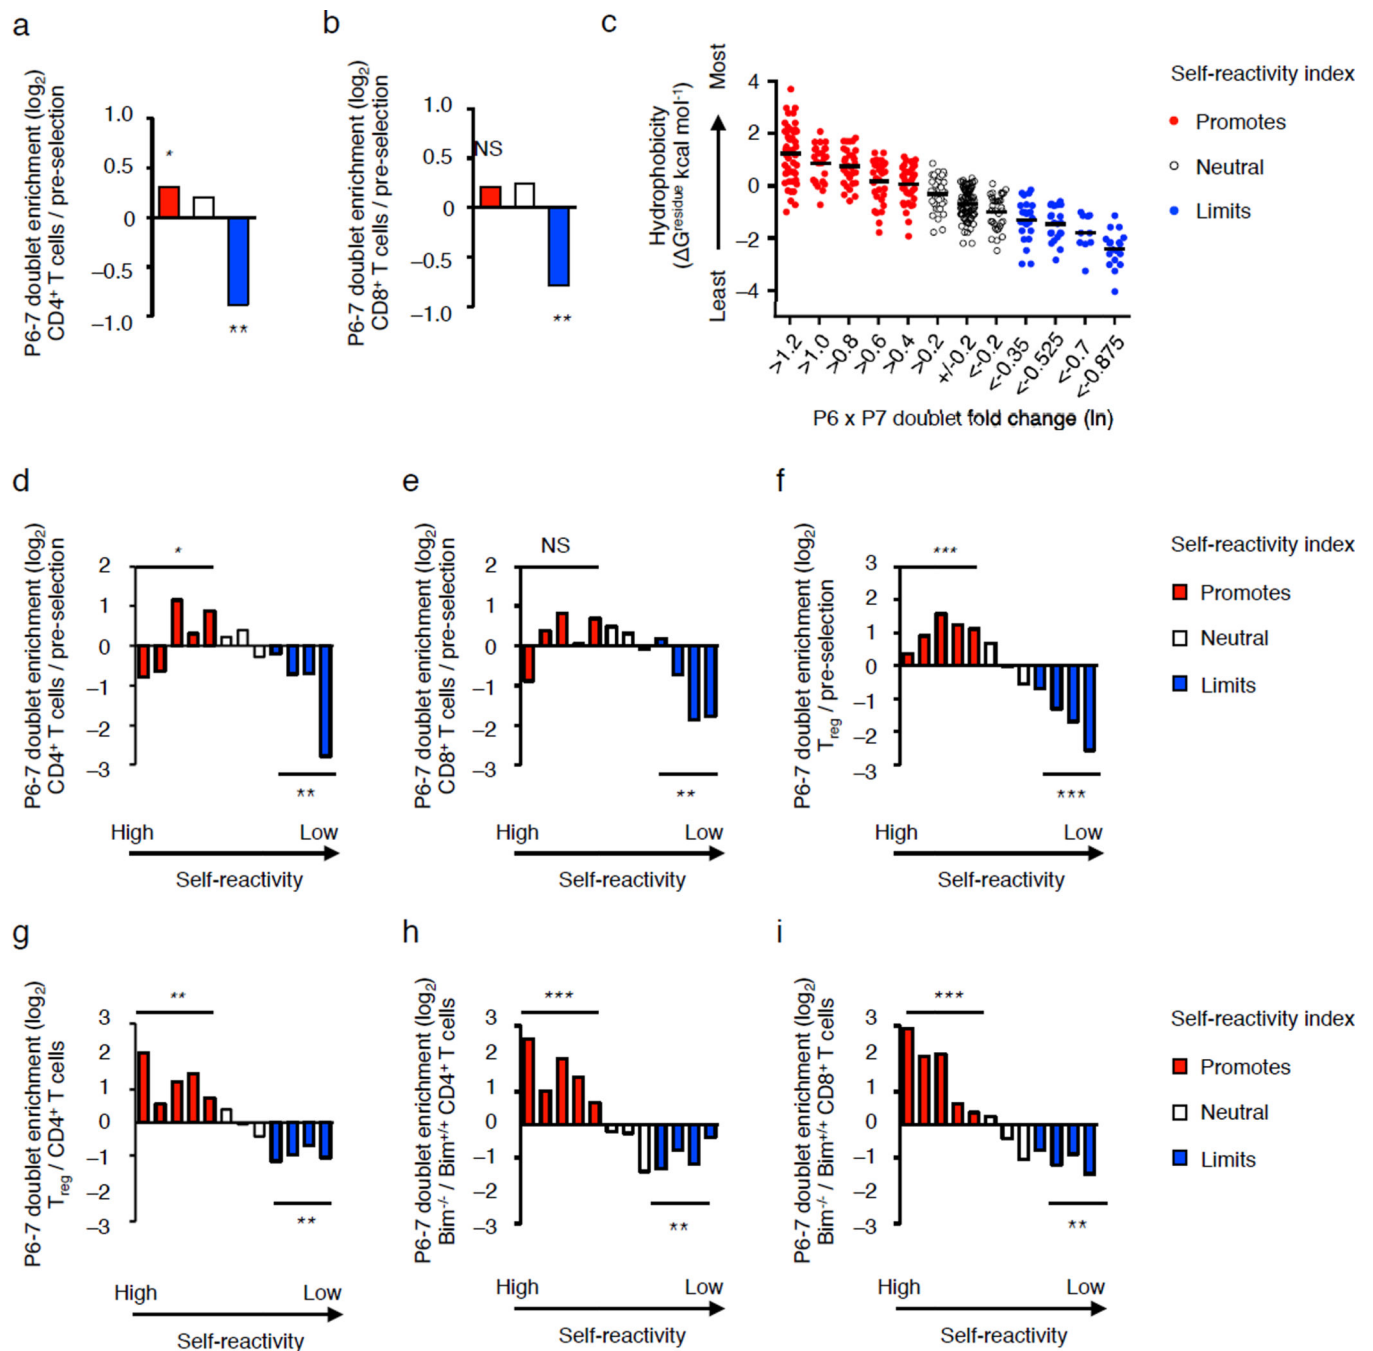 a
P6-7 doublet enrichment (log2)
CD4+ T cells / pre-selection
1.0
0.5
0
−0.5
−1.0
*
**
b
P6-7 doublet enrichment (log2)
CD8+ T cells / pre-selection
1.0
0.5
0
−0.5
−1.0
NS
**
c
Hydrophobicity
(ΔGresidue kcal mol-1)
Least
Most
4
2
0
−2
−4
>1.2
>1.0
>0.8
>0.6
>0.4
>0.2
+/-0.2
<-0.2
<-0.35
<-0.525
<-0.7
<-0.875
P6 x P7 doublet fold change (ln)
Self-reactivity index
Promotes
Neutral
Limits
d
P6-7 doublet enrichment (log2)
CD4+ T cells / pre-selection
2
1
0
−1
−2
−3
*
**
High
Low
Self-reactivity
e
P6-7 doublet enrichment (log2)
CD8+ T cells / pre-selection
2
1
0
−1
−2
−3
NS
**
High
Low
Self-reactivity
f
P6-7 doublet enrichment (log2)
Treg / pre-selection
3
2
1
0
−1
−2
−3
***
***
High
Low
Self-reactivity
Self-reactivity index
Promotes
Neutral
Limits
g
P6-7 doublet enrichment (log2)
Treg / CD4+ T cells
3
2
1
0
−1
−2
−3
**
**
High
Low
Self-reactivity
h
P6-7 doublet enrichment (log2)
Bim-/- / Bim+/+ CD4+ T cells
3
2
1
0
−1
−2
−3
***
**
High
Low
Self-reactivity
i
P6-7 doublet enrichment (log2)
Bim-/- / Bim+/+ CD8+ T cells
3
2
1
0
−1
−2
−3
***
**
High
Low
Self-reactivity
Self-reactivity index
Promotes
Neutral
Limits